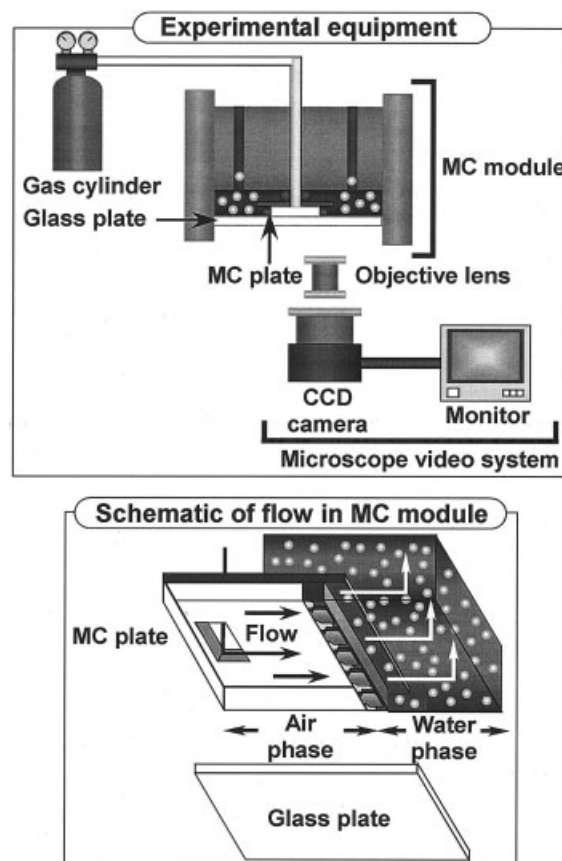 Experimental equipment
Gas cylinder
Glass plate
MC module
MC plate
Objective lens
CCD
camera
Monitor
Microscope video system
Schematic of flow in MC module
MC plate
Flow
Air
phase
Water
phase
Glass plate